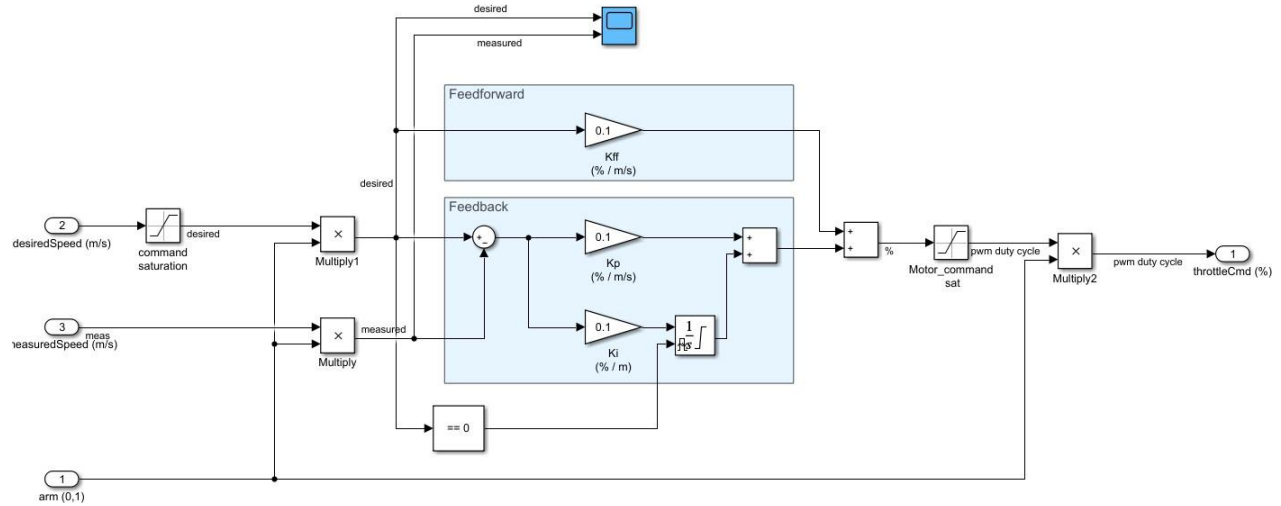 desired
measured
Feedforward
0.1
Kff
(% / m/s)
desired
Feedback
2
desiredSpeed (m/s)
command
saturation
desired
×
Multiply1
+
-
0.1
Kp
(% / m/s)
+
+
+
+
%
Motor_command
sat
pwm duty cycle
×
Multiply2
pwm duty cycle
1
throttleCmd (%)
3
meas
measuredSpeed (m/s)
×
Multiply
measured
0.1
Ki
(% / m)
1
s
== 0
1
arm (0,1)